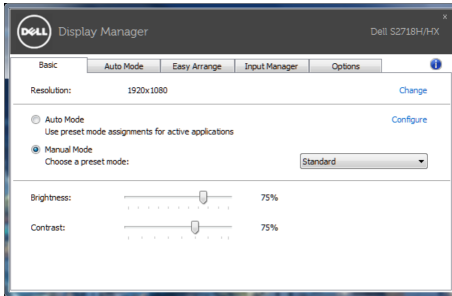 DELL Display Manager Dell S2718H/HX
Basic Auto Mode Easy Arrange Input Manager Options
Resolution: 1920x1080 Change
Auto Mode Configure
Use preset mode assignments for active applications
Manual Mode
Choose a preset mode: Standard
Brightness: 75%
Contrast: 75%